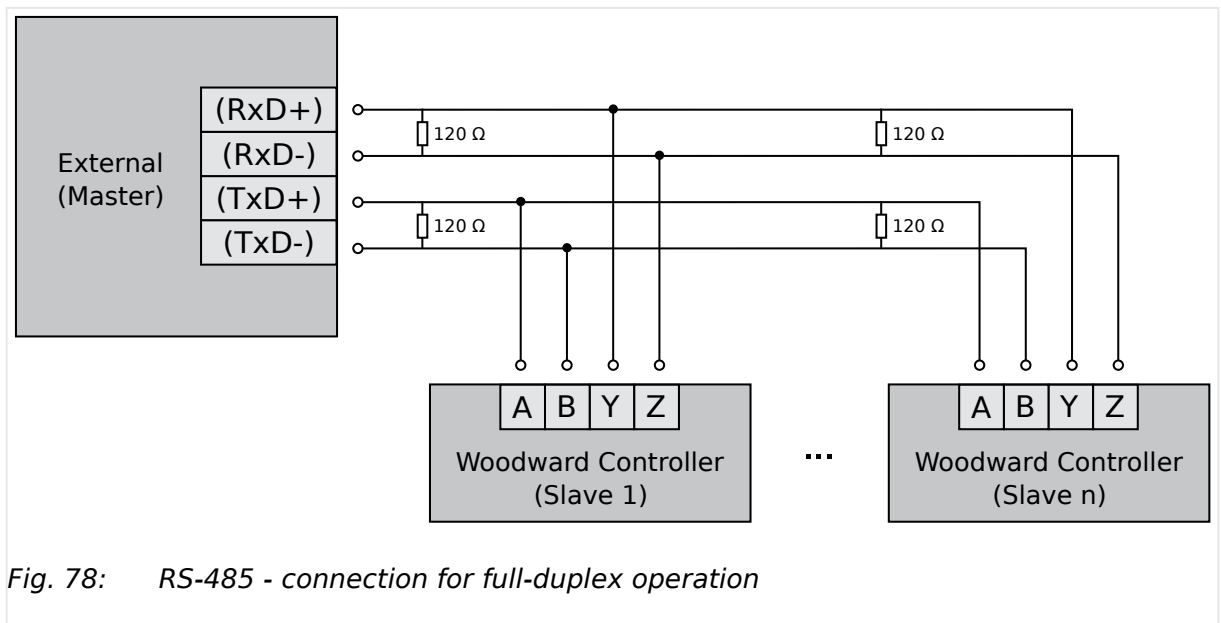 External
(Master)
(RxD+)
(RxD-)
(TxD+)
(TxD-)
120 Ω
120 Ω
120 Ω
120 Ω
A B Y Z
Woodward Controller
(Slave 1)
...
A B Y Z
Woodward Controller
(Slave n)
Fig. 78: RS-485 - connection for full-duplex operation